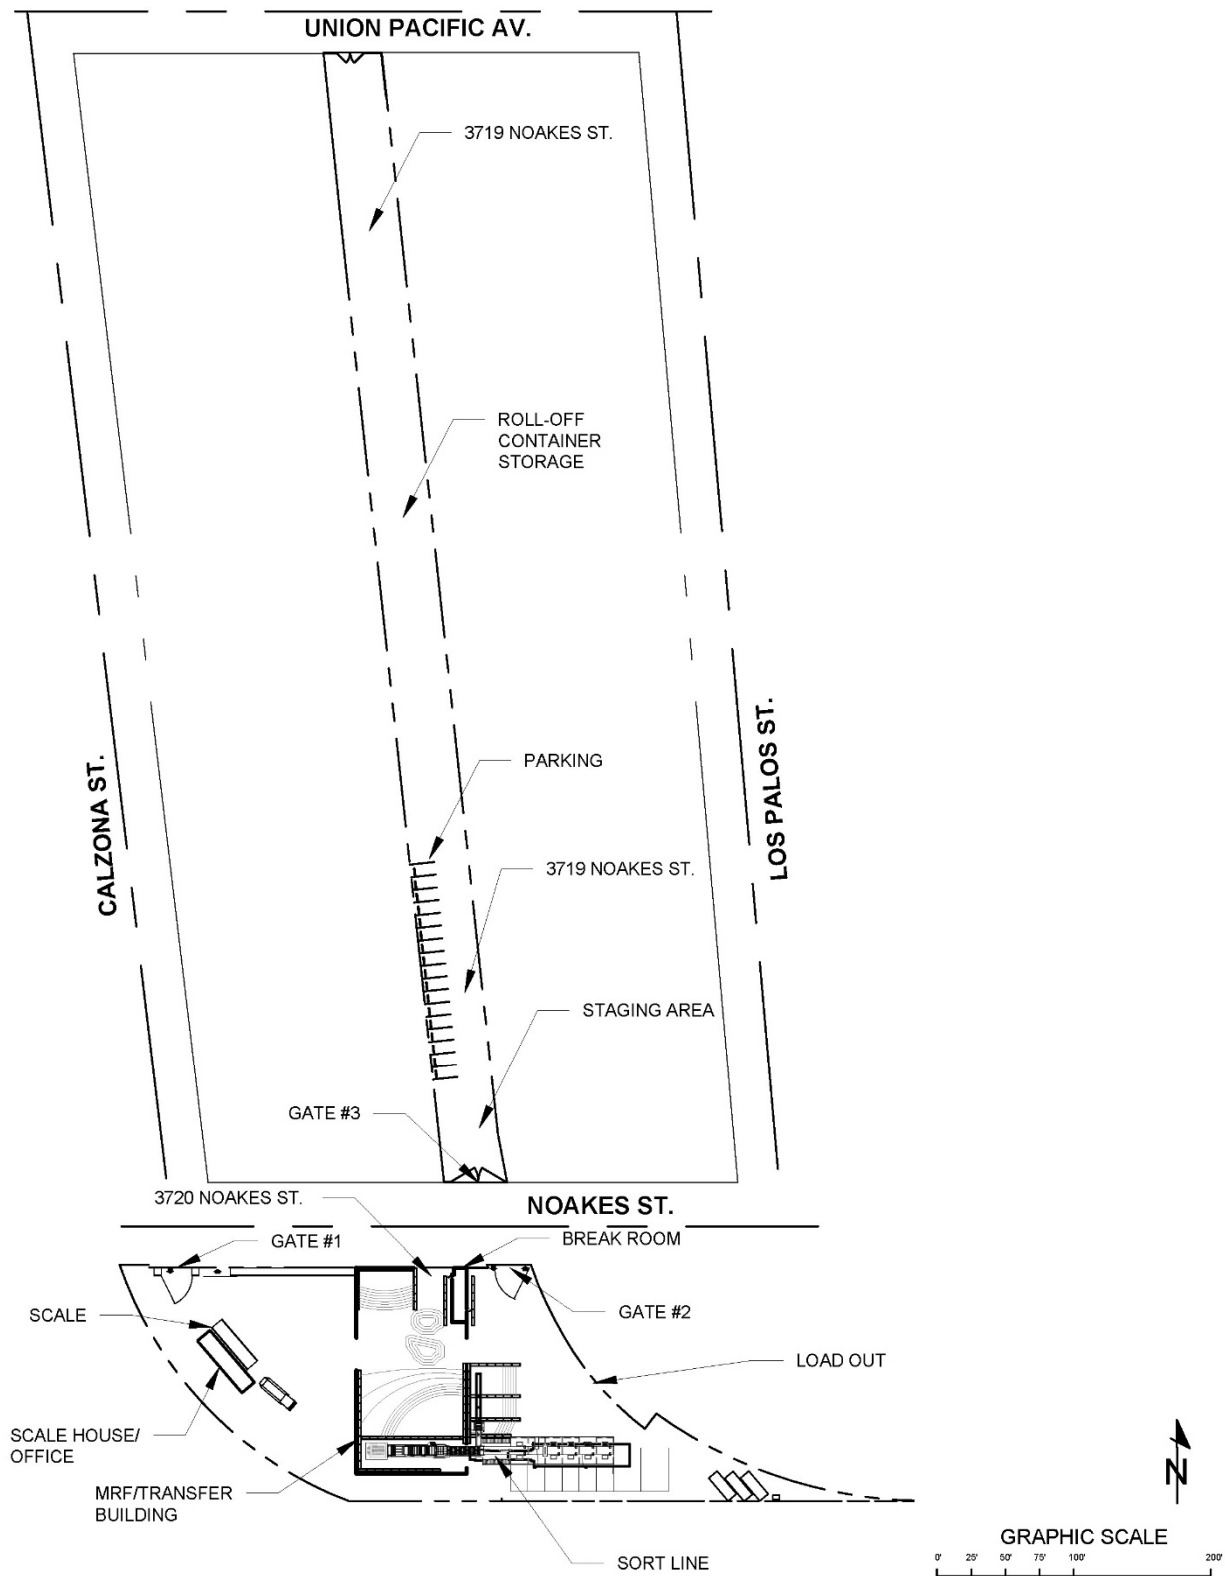 UNION PACIFIC AV.
3719 NOAKES ST.
ROLL-OFF
CONTAINER
STORAGE
PARKING
CALZONA ST.
LOS PALOS ST.
3719 NOAKES ST.
STAGING AREA
GATE #3
3720 NOAKES ST.
NOAKES ST.
GATE #1
BREAK ROOM
SCALE
GATE #2
LOAD OUT
SCALE HOUSE/
OFFICE
MRF/TRANSFER
BUILDING
N
SORT LINE
GRAPHIC SCALE
0' 25' 50' 75' 100' 200'